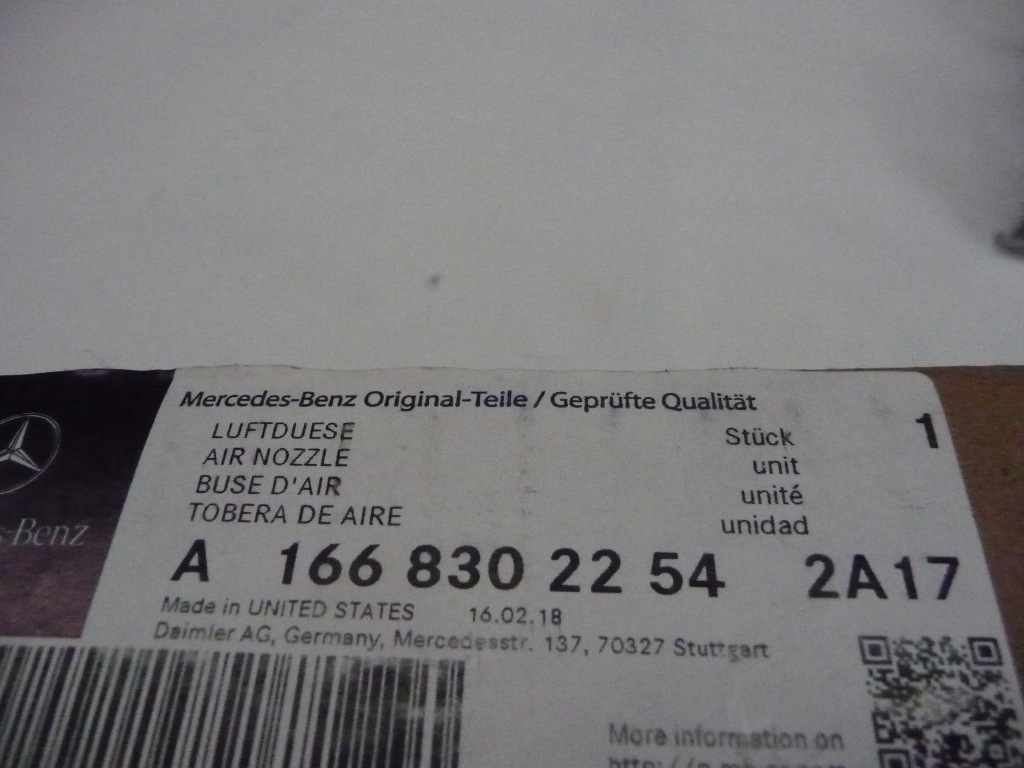 Mercedes-Benz Original-Teile / Geprüfte Qualität
LUFTDUESE Stück 1
AIR NOZZLE unit
BUSE D'AIR unité
TOBERA DE AIRE unidad
-Benz
A 166 830 22 54 2A17
Made in UNITED STATES 16.02.18
Daimler AG, Germany, Mercedesstr. 137, 70327 Stuttgart
More information on